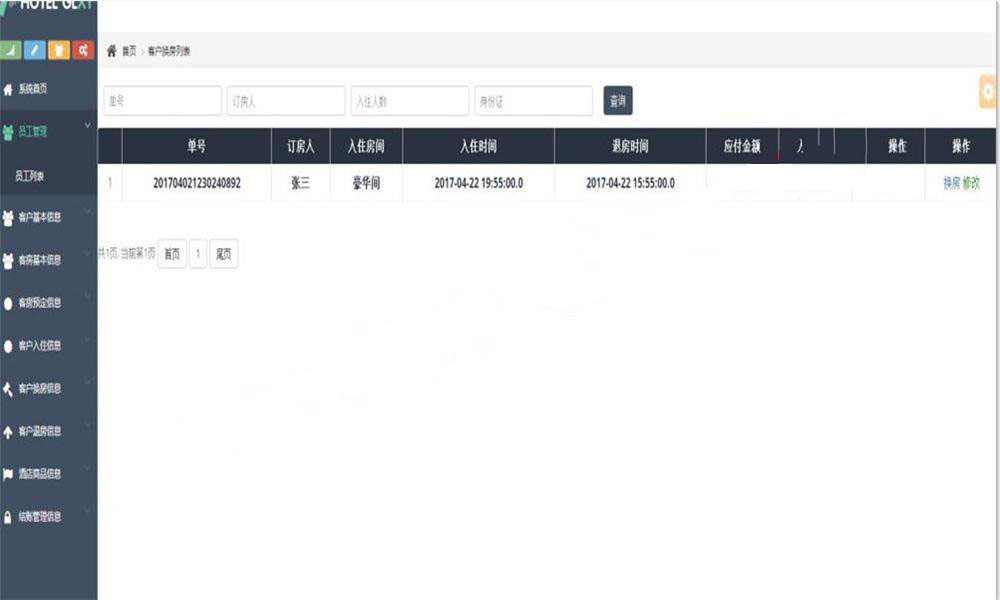 HOTEL GLXT
首页 > 客户换房列表
系统首页
员工管理
员工列表
客户基本信息
客房基本信息
客房预定信息
客户入住信息
客户换房信息
客户退房信息
酒店商品信息
结账管理信息
单号 订房人 入住人数 身份证 查询
单号 订房人 入住房间 入住时间 退房时间 应付金额 操作 操作
1 201704021230240892 张三 豪华间 2017-04-22 19:55:00.0 2017-04-22 15:55:00.0 换房 修改
共1页, 当前第1页 首页 1 尾页